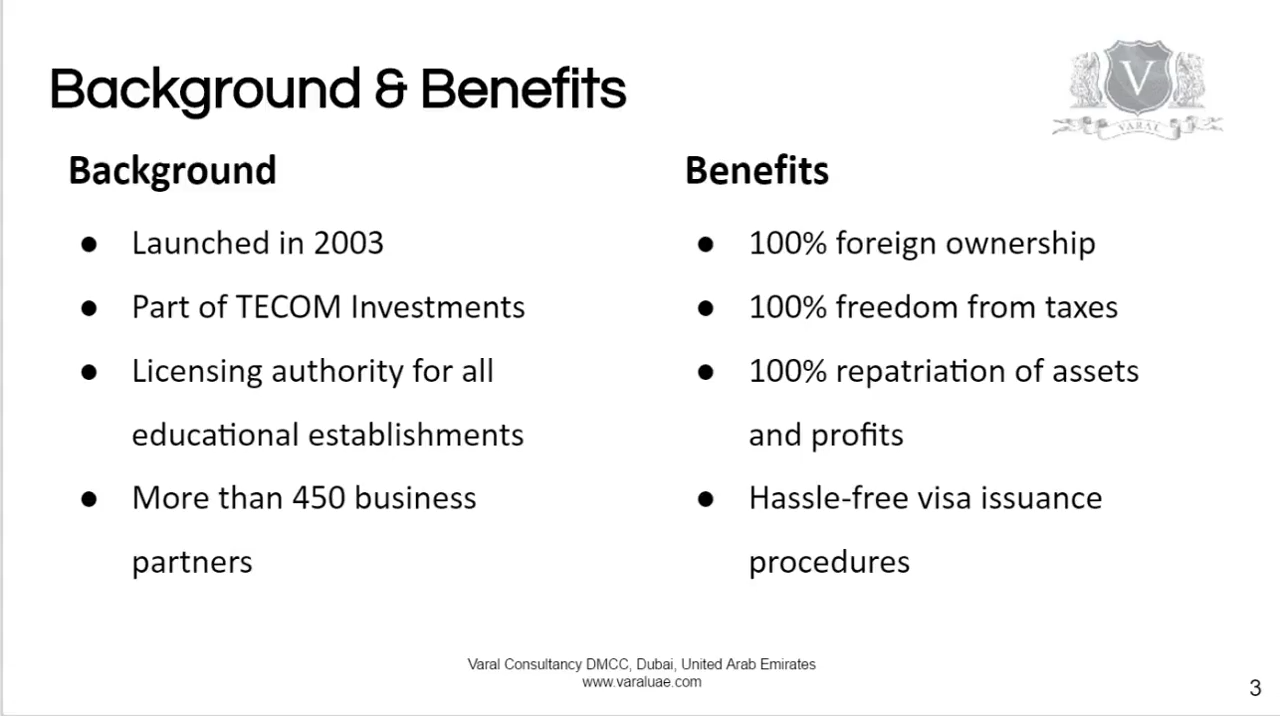 Background & Benefits
V
VARAL
Background
● Launched in 2003
● Part of TECOM Investments
● Licensing authority for all
educational establishments
● More than 450 business
partners
Benefits
● 100% foreign ownership
● 100% freedom from taxes
● 100% repatriation of assets
and profits
● Hassle-free visa issuance
procedures
Varal Consultancy DMCC, Dubai, United Arab Emirates
www.varaluae.com
3